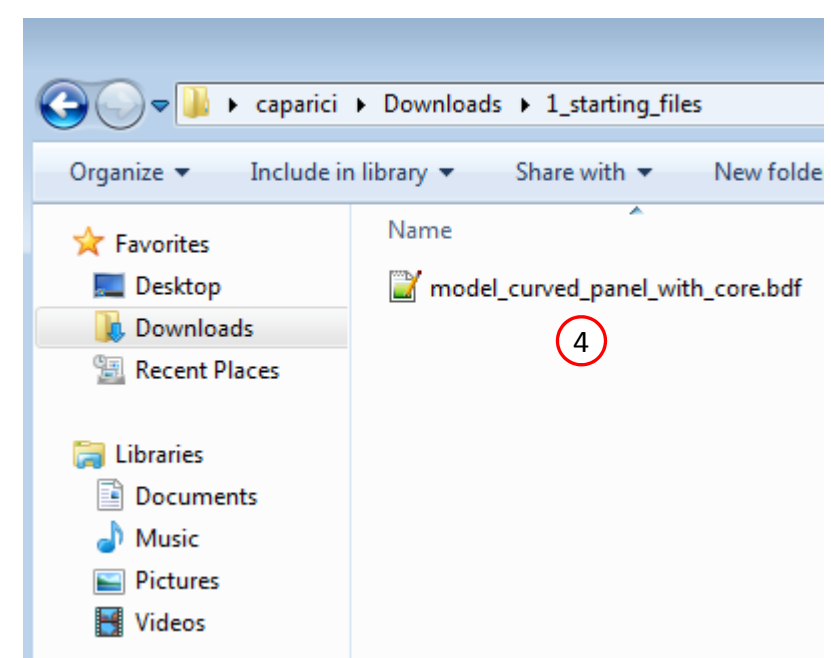 caparici Downloads 1_starting_files
Organize Include in library Share with New folde
Favorites
Desktop
Downloads
Recent Places
Libraries
Documents
Music
Pictures
Videos
Name
model_curved_panel_with_core.bdf
4